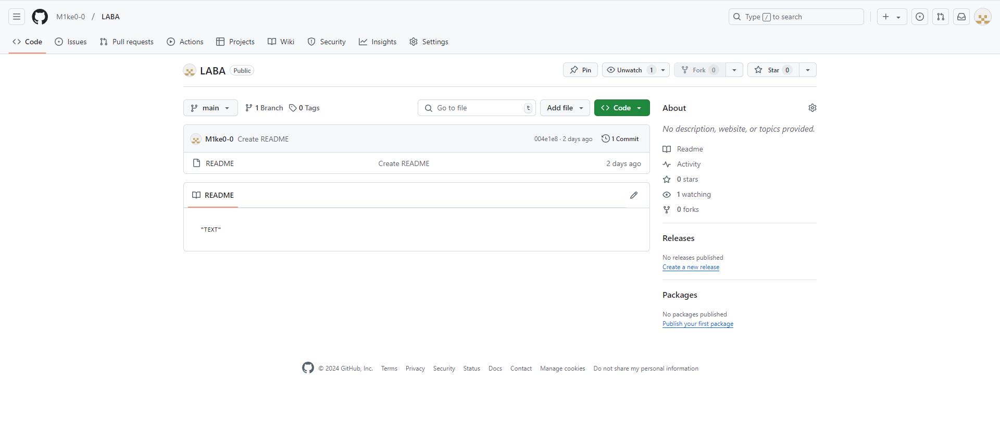 M1ke0-0 / LABA
Type / to search
Code Issues Pull requests Actions Projects Wiki Security Insights Settings
LABA Public
Pin Unwatch 1 Fork 0 Star 0
main 1 Branch 0 Tags Go to file t Add file Code
M1ke0-0 Create README 004e1e8 · 2 days ago 1 Commit
README Create README 2 days ago
README
"TEXT"
About
No description, website, or topics provided.
Readme
Activity
0 stars
1 watching
0 forks
Releases
No releases published
Create a new release
Packages
No packages published
Publish your first package
© 2024 GitHub, Inc. Terms Privacy Security Status Docs Contact Manage cookies Do not share my personal information